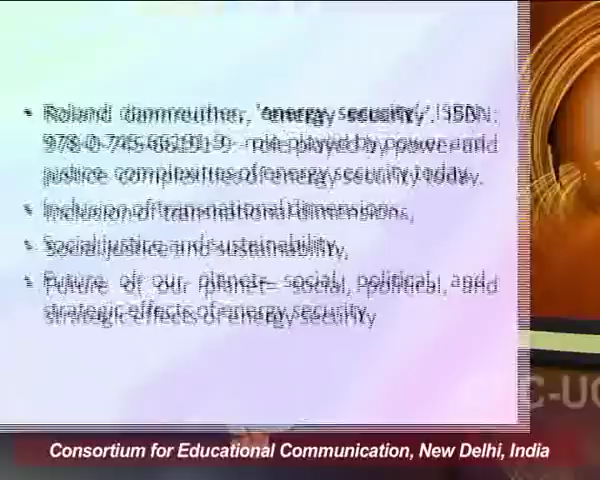 • Roland dannreuther, 'energy security'. ISBN:
978-0-745-66191-9- role played by power and
justice complexities of energy security today.
• Inclusion of transnational dimensions,
• Social justice and sustainability,
• Future of our planet– social, political, and
strategic effects of energy security
C-UG
Consortium for Educational Communication, New Delhi, India